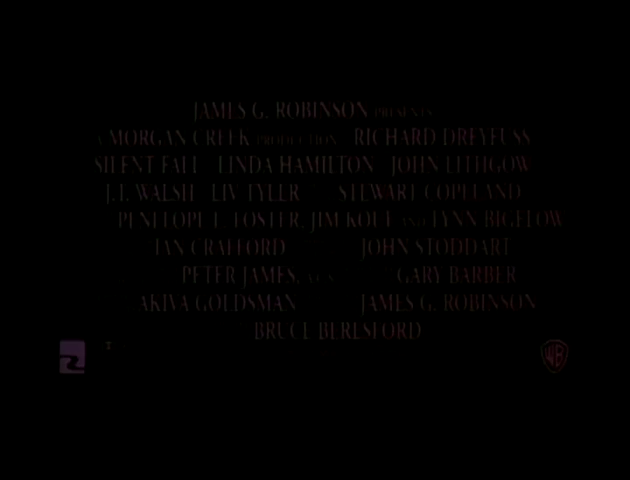 JAMES G. ROBINSON PRESENTS
A MORGAN CREEK PRODUCTION RICHARD DREYFUSS
SILENT FALL LINDA HAMILTON JOHN LITHGOW
J.T. WALSH LIV TYLER STEWART COPELAND
PENELOPE L. FOSTER, JIM KOUF AND LYNN BIGELOW
IAN CRAFFORD JOHN STODDART
PETER JAMES, A.C.S. GARY BARBER
AKIVA GOLDSMAN JAMES G. ROBINSON
BRUCE BERESFORD
WB